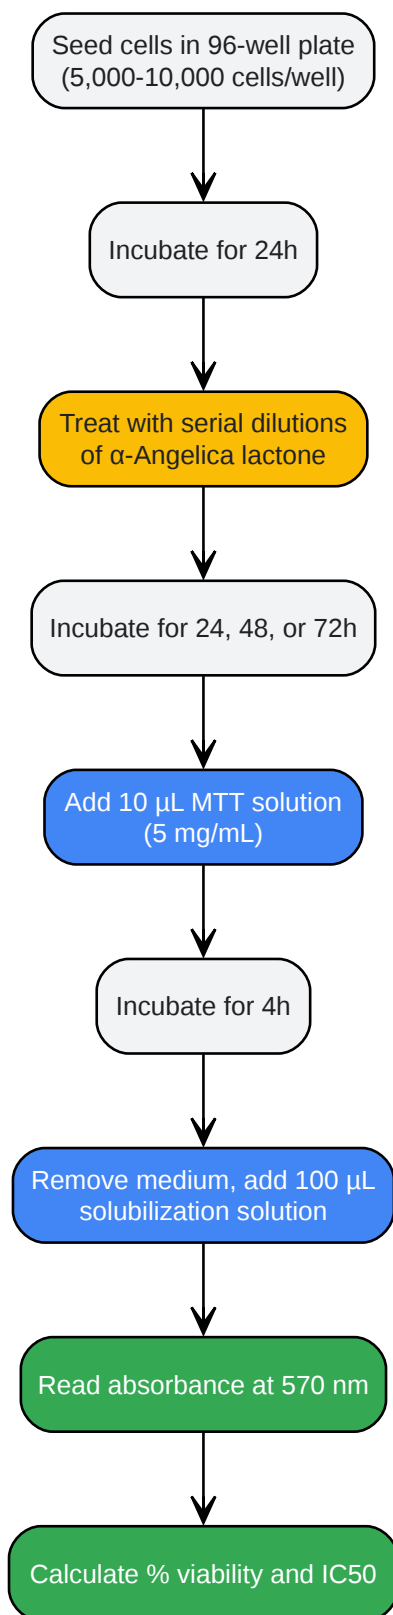 Seed cells in 96-well plate
(5,000-10,000 cells/well)
Incubate for 24h
Treat with serial dilutions
of α-Angelica lactone
Incubate for 24, 48, or 72h
Add 10 µL MTT solution
(5 mg/mL)
Incubate for 4h
Remove medium, add 100 µL
solubilization solution
Read absorbance at 570 nm
Calculate % viability and IC50